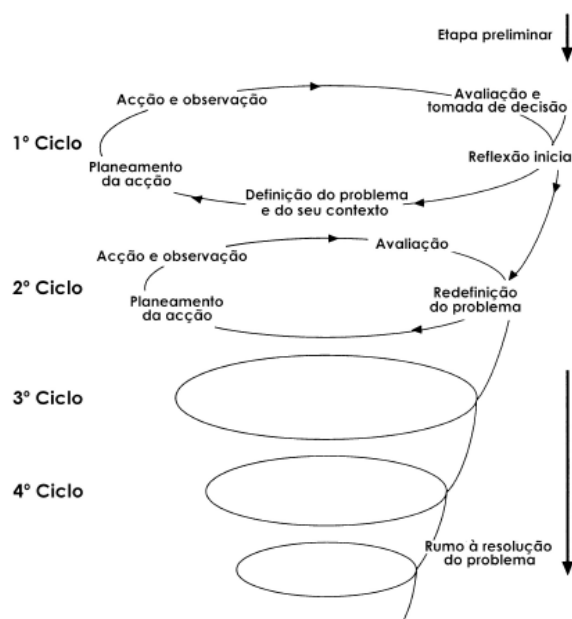 Etapa preliminar
Acção e observação
Avaliação e
tomada de decisão
1º Ciclo
Reflexão inicia
Planeamento
da acção
Definição do problema
e do seu contexto
Acção e observação
Avaliação
2º Ciclo
Planeamento
da acção
Redefinição
do problema
3º Ciclo
4º Ciclo
Rumo à resolução
do problema